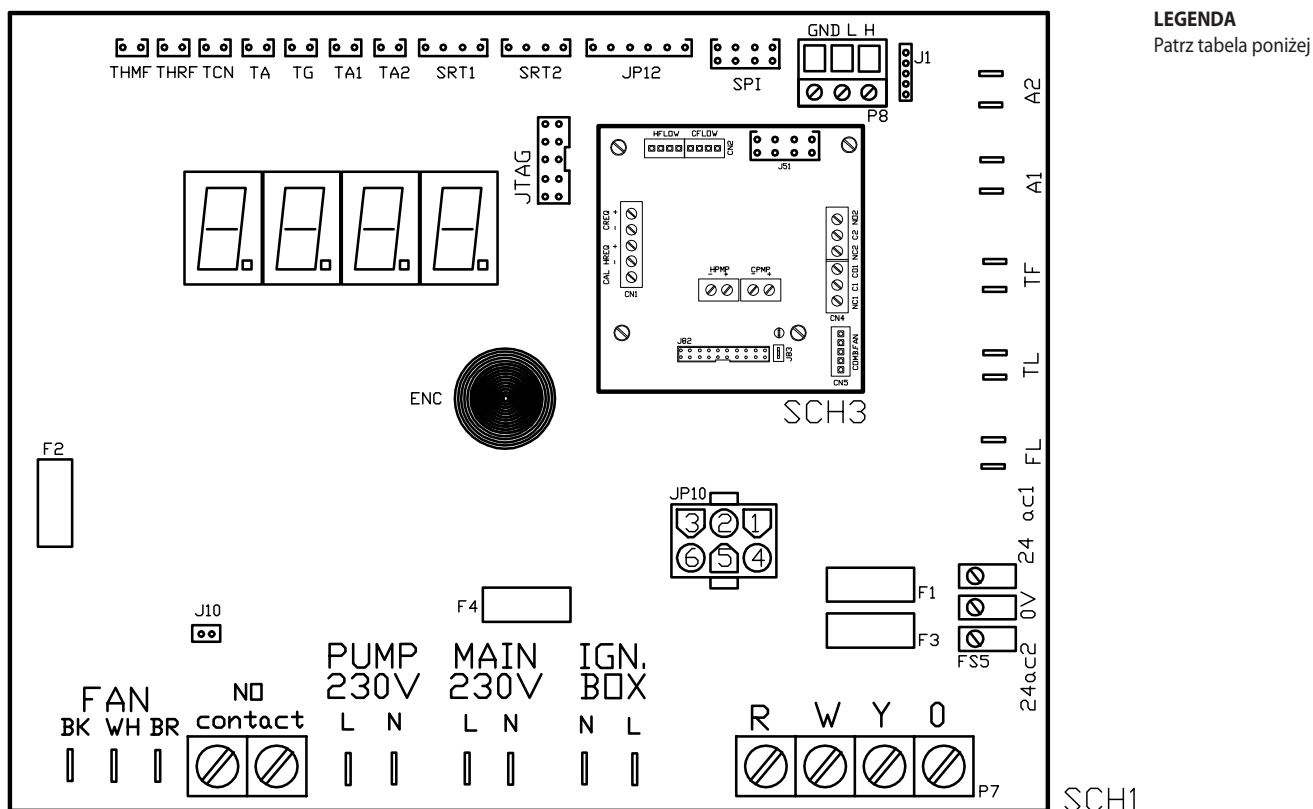 LEGENDA
Patrz tabela poniżej
GND L H
THMF THRF TCN TA TG TA1 TA2 SRT1 SRT2 JP12 SPI
J1
P8
A2
JTAG
HFLOW CFLOW
CN2
J51
A1
CREQ + -
HREQ + -
CAL
CN1
NO2 C2 NC2
CO1 C1 NC1
CN4
HPMP
- +
CPMP
- +
TF
J82
J83
COMB.FAN
CN5
TL
ENC
SCH3
F2
FL
JP10
3 2 1
6 5 4
24 ac1
0V
24ac2
F1
F3
FS5
F4
J10
PUMP
230V
L N
MAIN
230V
L N
IGN.
BOX
N L
FAN
BK WH BR
NO
contact
R W Y O
P7
SCH1